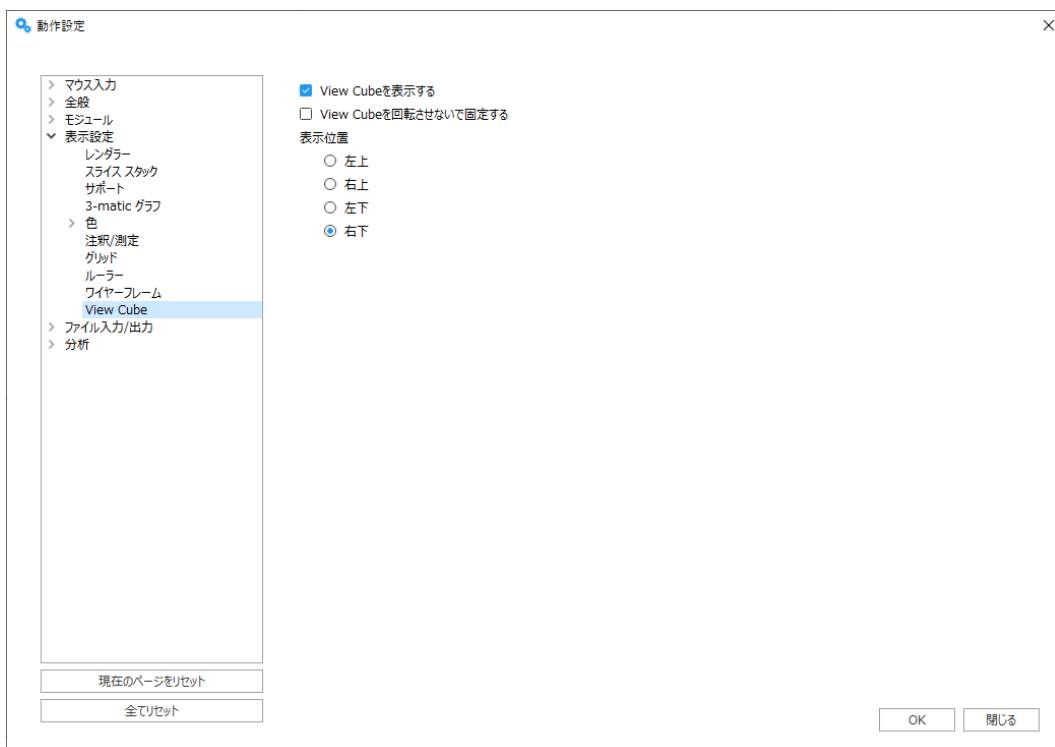 動作設定
マウス入力
全般
モジュール
表示設定
レンダラー
スライス スタック
サポート
3-matic グラフ
色
注釈/測定
グリッド
ルーラー
ワイヤーフレーム
View Cube
ファイル入力/出力
分析
現在のページをリセット
全てリセット
View Cubeを表示する
View Cubeを回転させないで固定する
表示位置
左上
右上
左下
右下
OK
閉じる